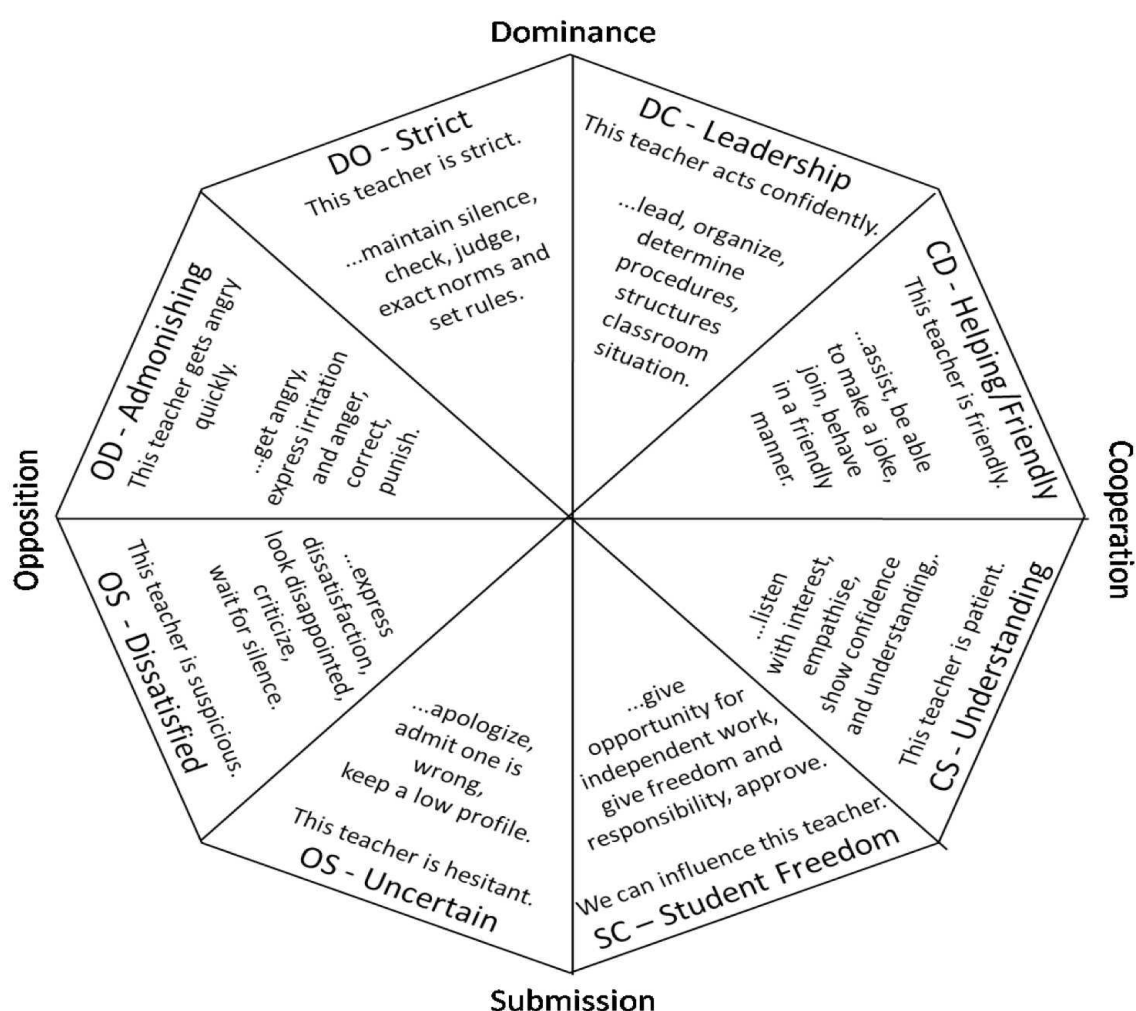 Dominance
DC - Leadership
This teacher acts confidently.
...lead, organize,
determine
procedures,
structures
classroom
situation.
CD - Helping/Friendly
This teacher is friendly.
...assist, be able
to make a joke,
join, behave
in a friendly
manner.
Cooperation
CS - Understanding
This teacher is patient.
...listen
with interest,
empathise,
show confidence
and understanding,.
SC – Student Freedom
We can influence this teacher.
...give
opportunity for
independent work,
give freedom and
responsibility, approve.
Submission
OS - Uncertain
This teacher is hesitant.
...apologize,
admit one is
wrong,
keep a low profile.
OS - Dissatisfied
This teacher is suspicious.
...express
dissatisfaction,
look disappointed,
criticize,
wait for silence.
Opposition
OD - Admonishing
This teacher gets angry
quickly.
...get angry,
express irritation
and anger,
correct,
punish.
DO - Strict
This teacher is strict.
...maintain silence,
check, judge,
exact norms and
set rules.